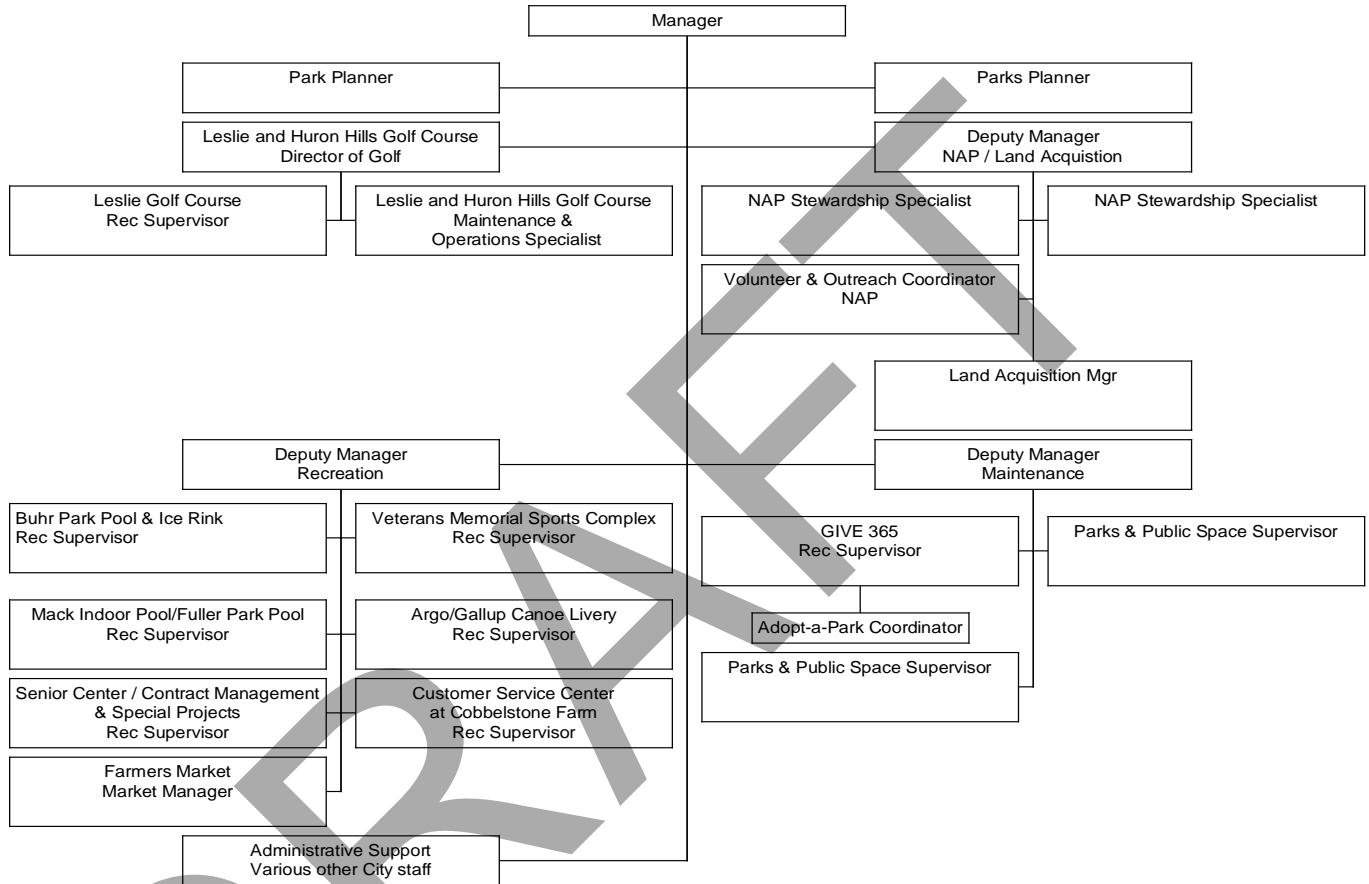 Manager
Park Planner
Parks Planner
Leslie and Huron Hills Golf Course
Director of Golf
Deputy Manager
NAP / Land Acquistion
Leslie Golf Course
Rec Supervisor
Leslie and Huron Hills Golf Course
Maintenance &
Operations Specialist
NAP Stewardship Specialist
NAP Stewardship Specialist
Volunteer & Outreach Coordinator
NAP
Land Acquisition Mgr
Deputy Manager
Recreation
Deputy Manager
Maintenance
Buhr Park Pool & Ice Rink
Rec Supervisor
Veterans Memorial Sports Complex
Rec Supervisor
GIVE 365
Rec Supervisor
Parks & Public Space Supervisor
Mack Indoor Pool/Fuller Park Pool
Rec Supervisor
Argo/Gallup Canoe Livery
Rec Supervisor
Adopt-a-Park Coordinator
Parks & Public Space Supervisor
Senior Center / Contract Management
& Special Projects
Rec Supervisor
Customer Service Center
at Cobbelstone Farm
Rec Supervisor
Farmers Market
Market Manager
Administrative Support
Various other City staff
DRAFT